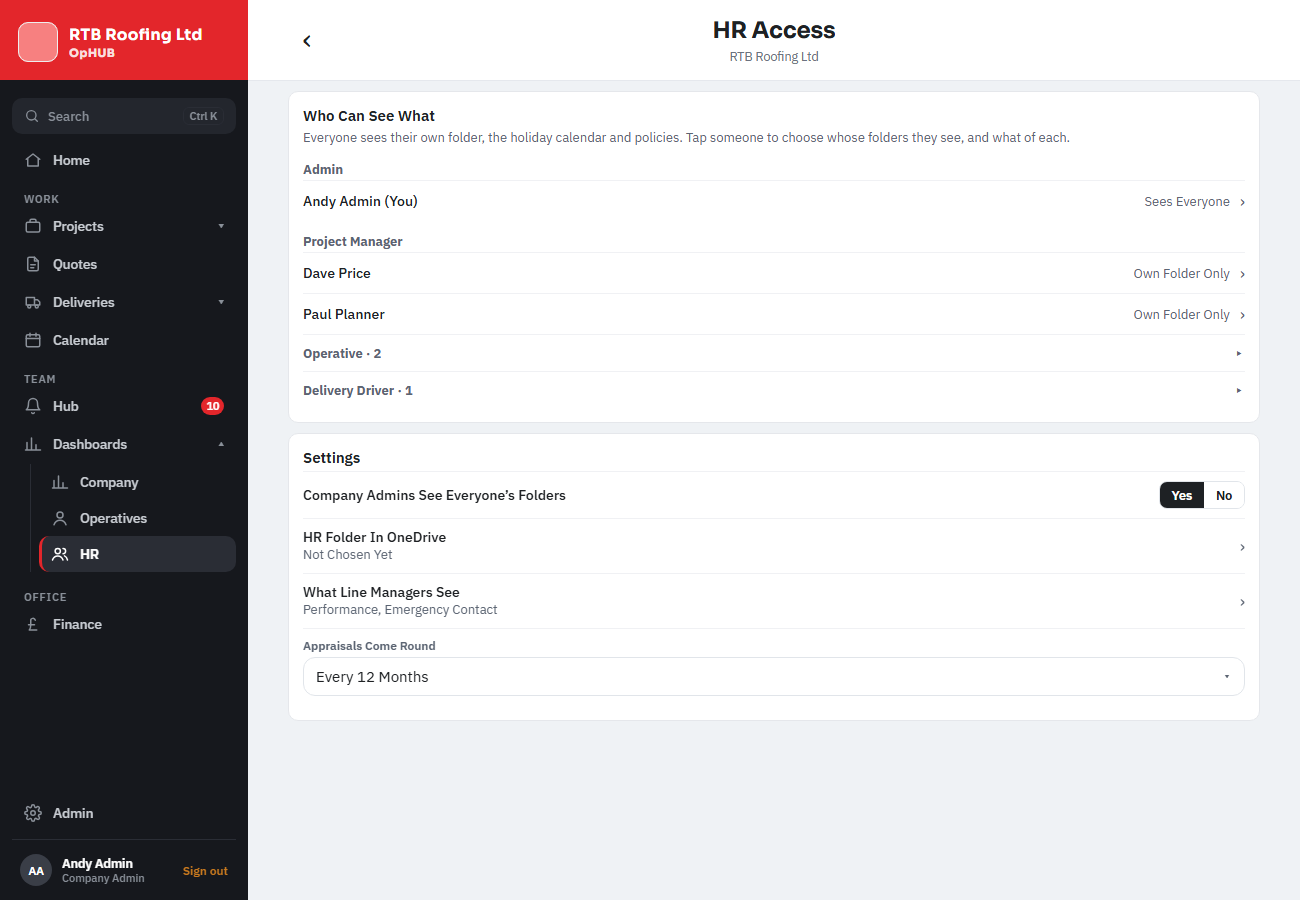 RTB Roofing Ltd
OpHUB
Search
Ctrl K
Home
WORK
Projects
Quotes
Deliveries
Calendar
TEAM
Hub
10
Dashboards
Company
Operatives
HR
OFFICE
Finance
Admin
AA
Andy Admin
Company Admin
Sign out
HR Access
RTB Roofing Ltd
Who Can See What
Everyone sees their own folder, the holiday calendar and policies. Tap someone to choose whose folders they see, and what of each.
Admin
Andy Admin (You)
Sees Everyone
Project Manager
Dave Price
Own Folder Only
Paul Planner
Own Folder Only
Operative · 2
Delivery Driver · 1
Settings
Company Admins See Everyone’s Folders
Yes
No
HR Folder In OneDrive
Not Chosen Yet
What Line Managers See
Performance, Emergency Contact
Appraisals Come Round
Every 12 Months